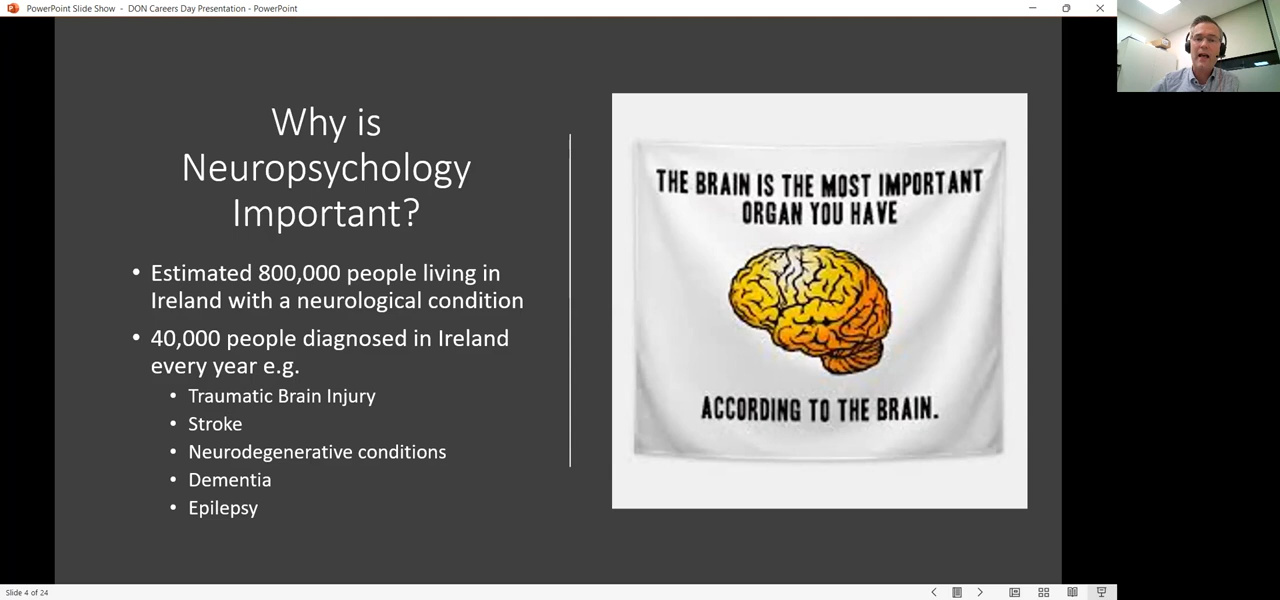 PowerPoint Slide Show - DON Careers Day Presentation - PowerPoint
Why is
Neuropsychology
Important?
• Estimated 800,000 people living in
Ireland with a neurological condition
• 40,000 people diagnosed in Ireland
every year e.g.
• Traumatic Brain Injury
• Stroke
• Neurodegenerative conditions
• Dementia
• Epilepsy
THE BRAIN IS THE MOST IMPORTANT
ORGAN YOU HAVE
ACCORDING TO THE BRAIN.
Slide 4 of 24